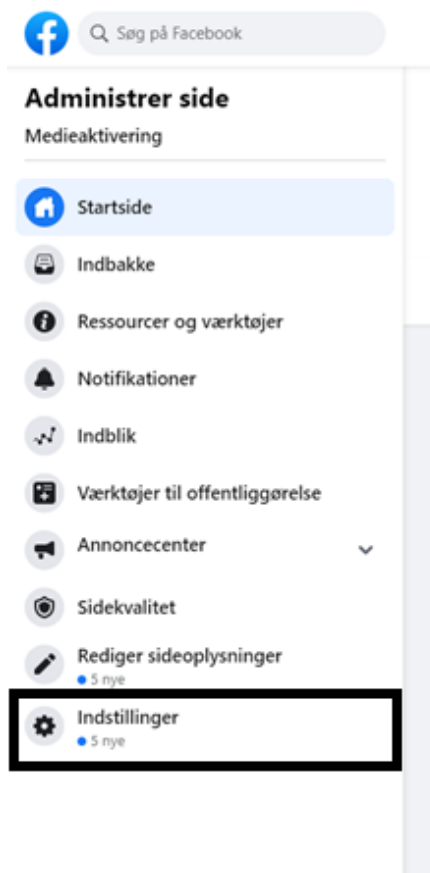 Søg på Facebook
Administrer side
Medieaktivering
Startside
Indbakke
Ressourcer og værktøjer
Notifikationer
Indblik
Værktøjer til offentliggørelse
Annoncecenter
Sidekvalitet
Rediger sideoplysninger
5 nye
Indstillinger
5 nye